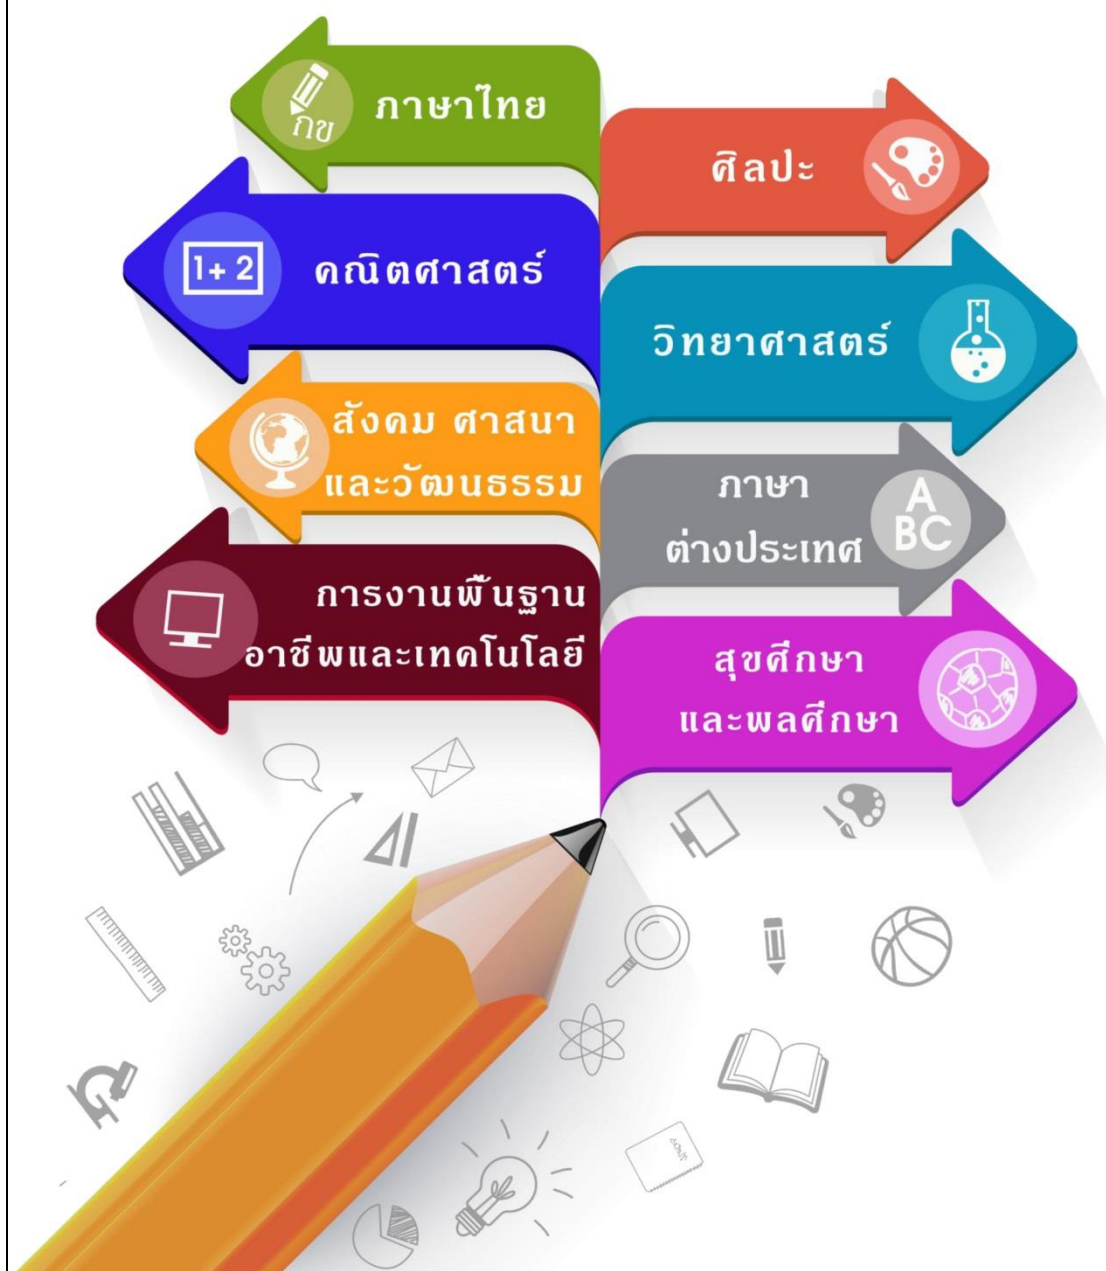 กข
ภาษาไทย
ศิลปะ
1+ 2
คณิตศาสตร์
วิทยาศาสตร์
สังคม ศาสนา
และวัฒนธรรม
ภาษา
ต่างประเทศ
A
BC
การงานพื้นฐาน
อาชีพและเทคโนโลยี
สุขศึกษา
และพลศึกษา